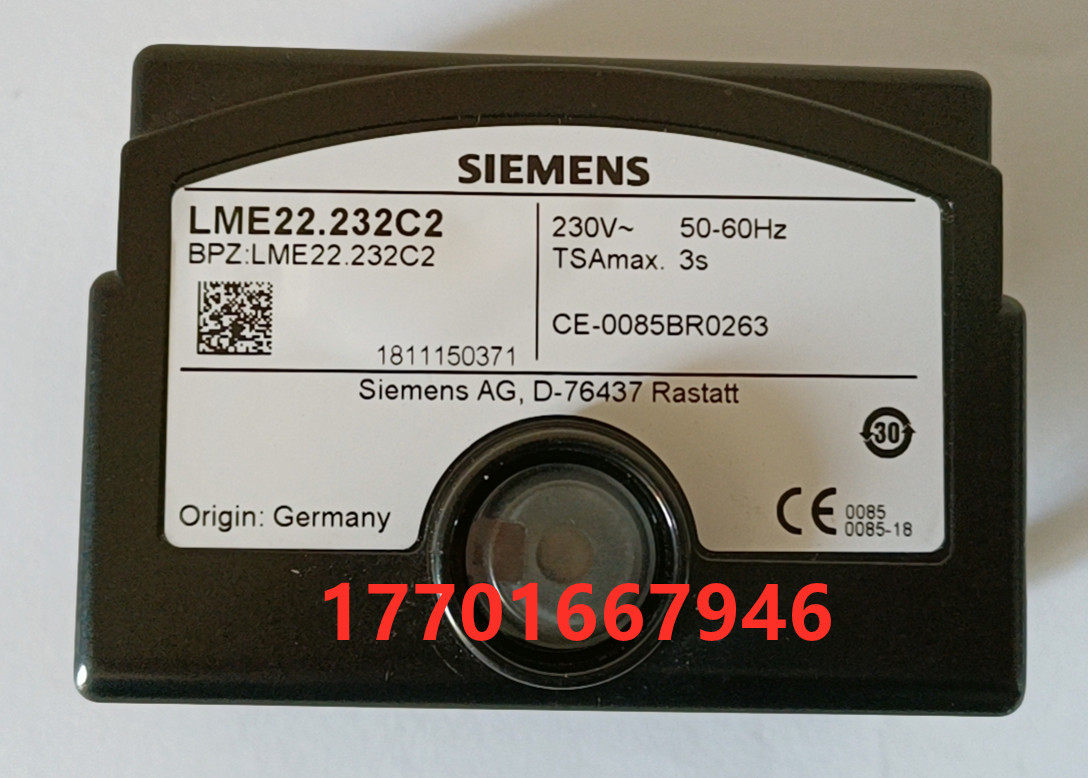 SIEMENS
LME22.232C2
BPZ:LME22.232C2
1811150371
230V~ 50-60Hz
TSAmax. 3s
CE-0085BR0263
Siemens AG, D-76437 Rastatt
30
Origin: Germany
CE 0085
0085-18
17701667946